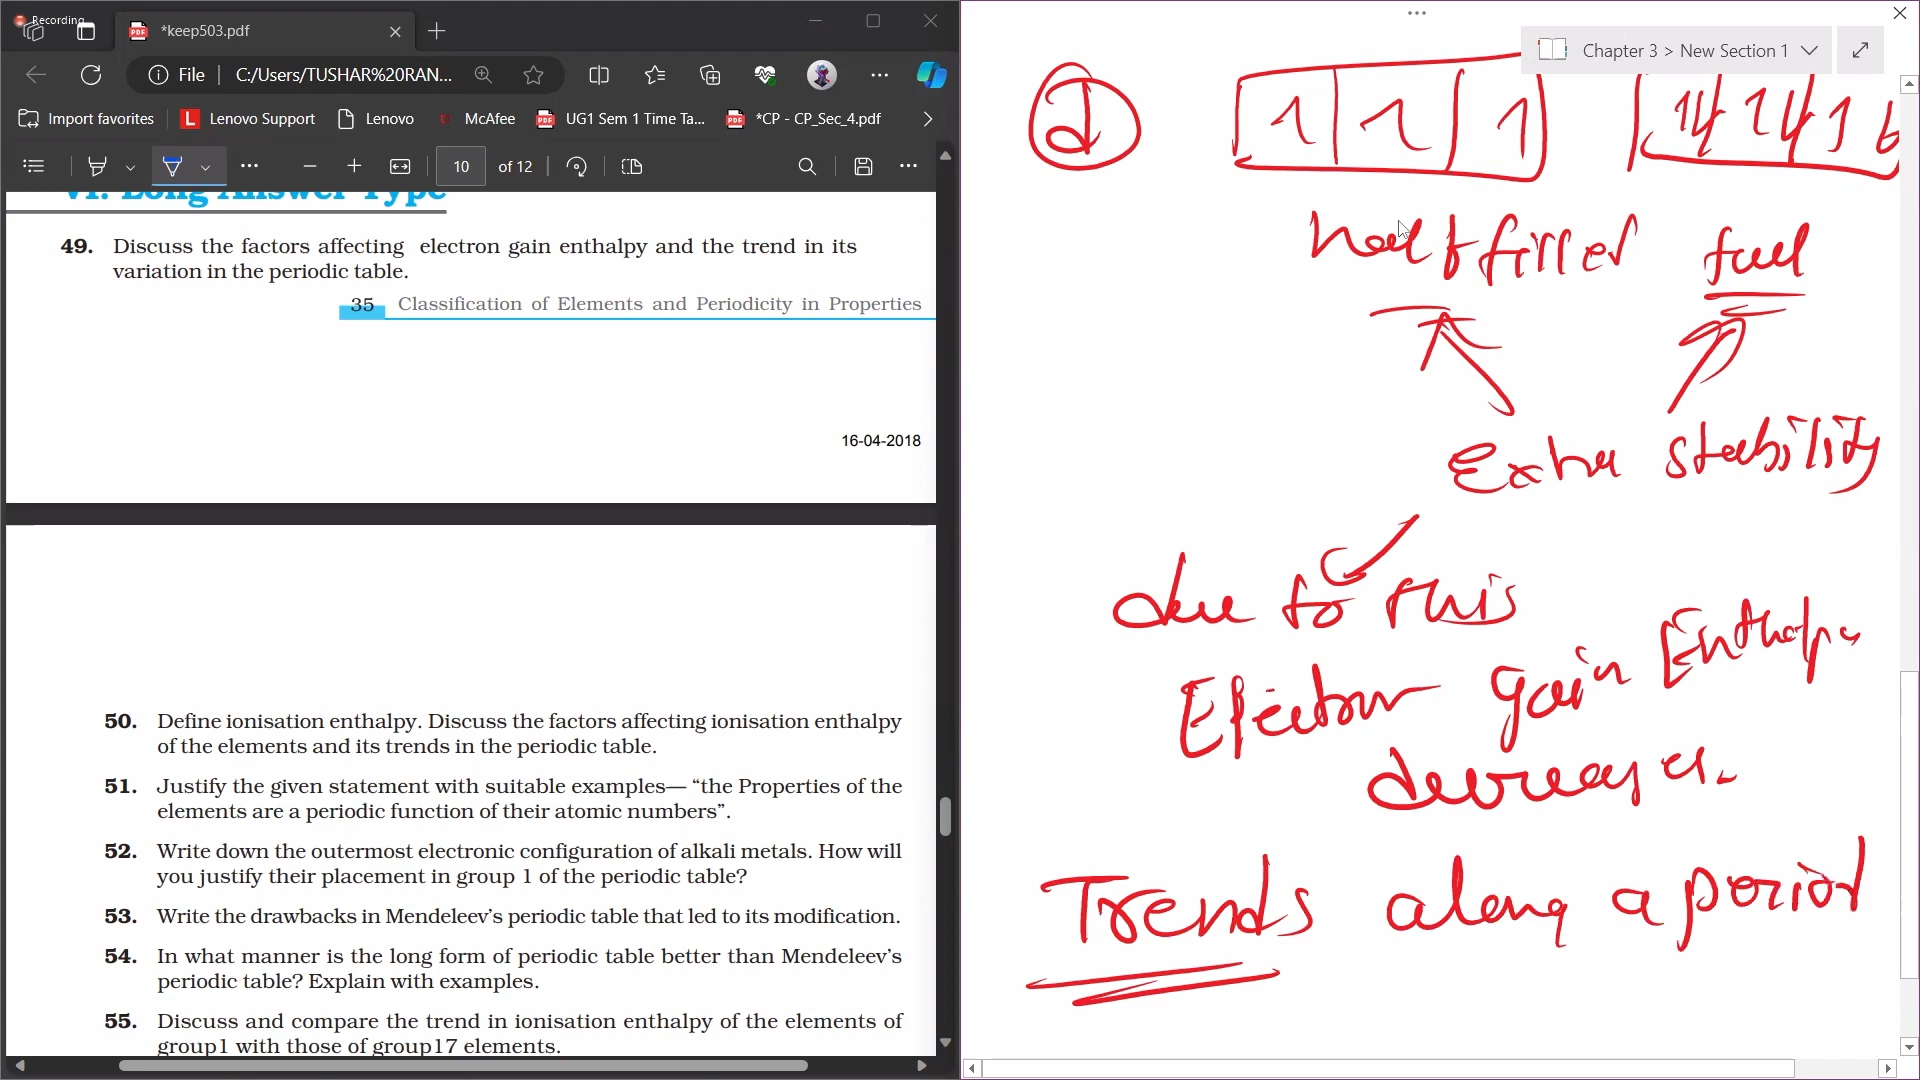 Recording
*keep503.pdf
File
C:/Users/TUSHAR%20RAN...
Import favorites
Lenovo Support
Lenovo
McAfee
UG1 Sem 1 Time Ta...
*CP - CP_Sec_4.pdf
10 of 12
VI. Long Answer Type
49. Discuss the factors affecting electron gain enthalpy and the trend in its
variation in the periodic table.
35 Classification of Elements and Periodicity in Properties
16-04-2018
50. Define ionisation enthalpy. Discuss the factors affecting ionisation enthalpy
of the elements and its trends in the periodic table.
51. Justify the given statement with suitable examples— “the Properties of the
elements are a periodic function of their atomic numbers”.
52. Write down the outermost electronic configuration of alkali metals. How will
you justify their placement in group 1 of the periodic table?
53. Write the drawbacks in Mendeleev’s periodic table that led to its modification.
54. In what manner is the long form of periodic table better than Mendeleev’s
periodic table? Explain with examples.
55. Discuss and compare the trend in ionisation enthalpy of the elements of
group1 with those of group17 elements.
Chapter 3 > New Section 1
1 1 1
half filled full
Extra stability
due to this
Electron gain Enthalpy
decreases.
Trends along a period